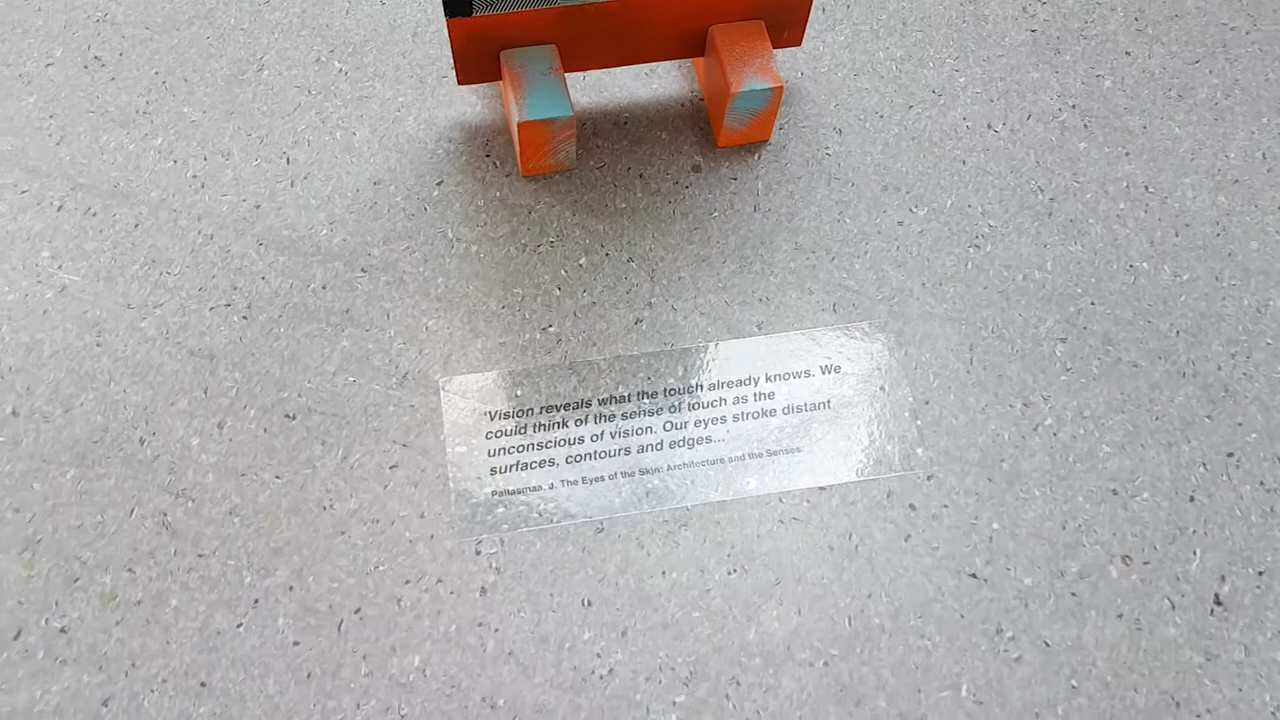 'Vision reveals what the touch already knows. We
could think of the sense of touch as the
unconscious of vision. Our eyes stroke distant
surfaces, contours and edges...'
Pallasmaa, J. The Eyes of the Skin: Architecture and the Senses.